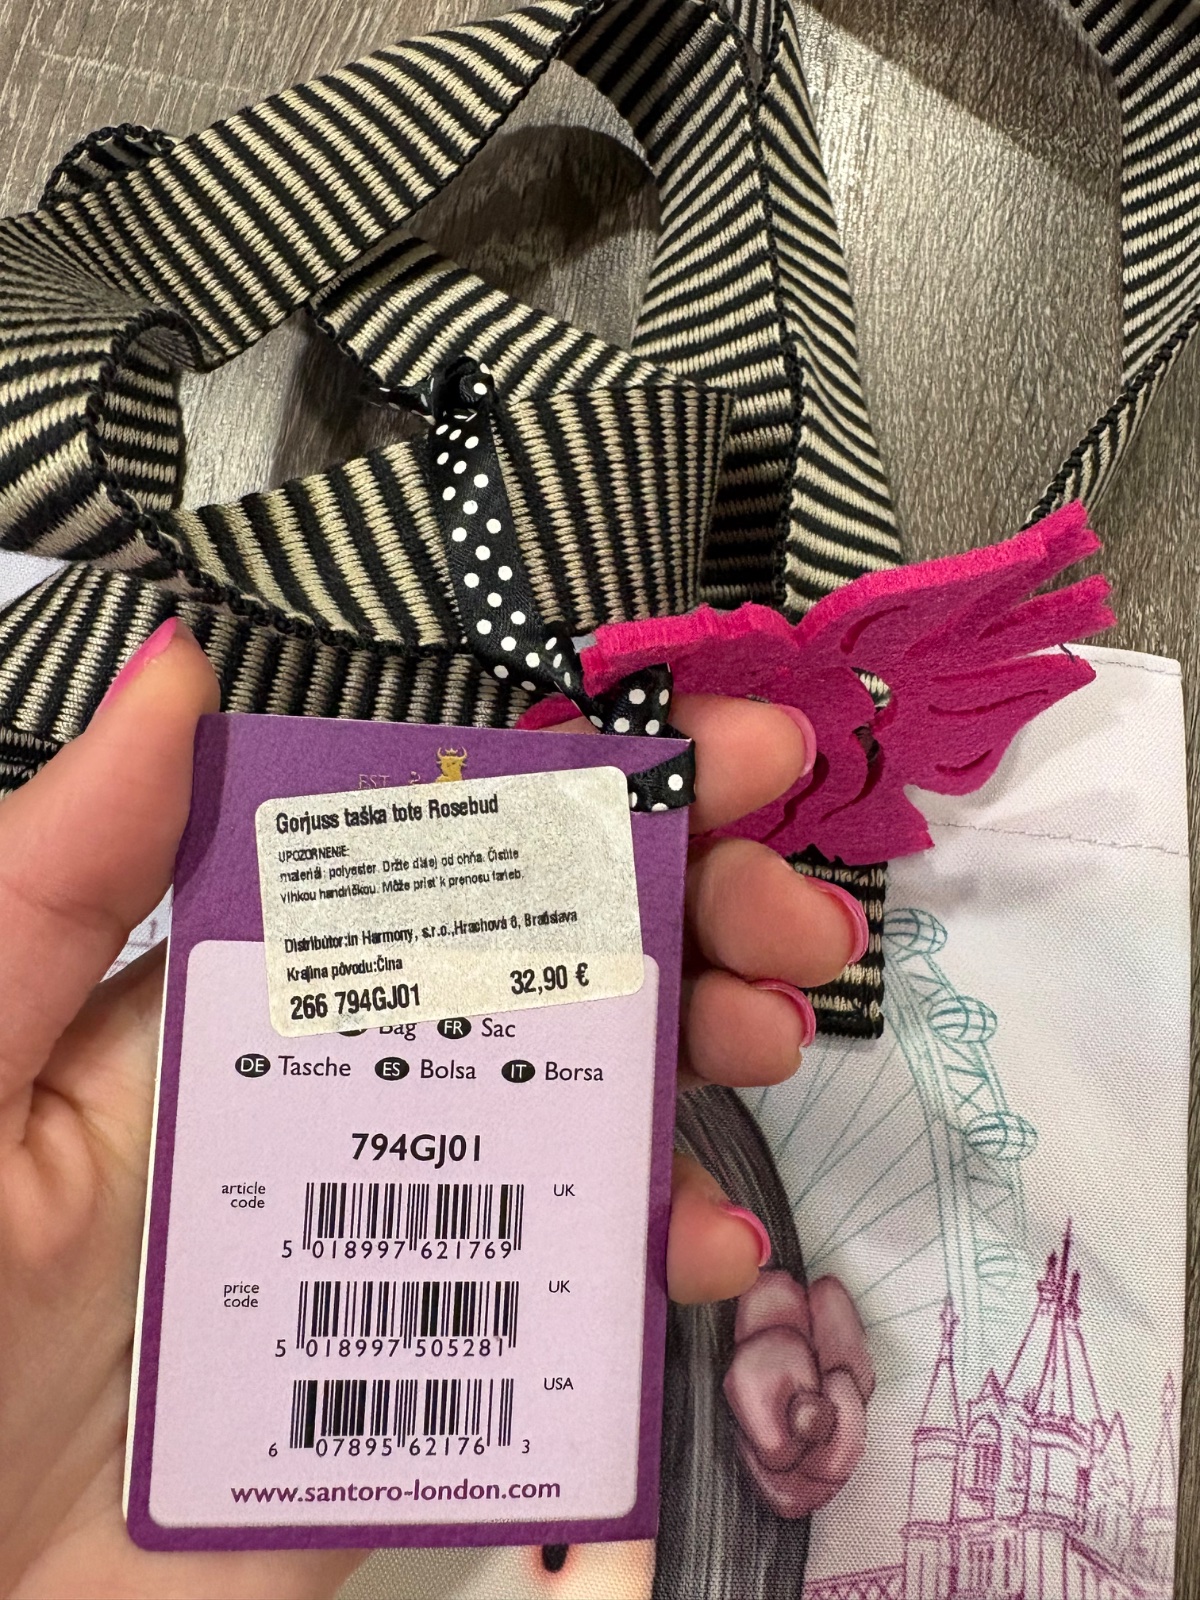 EST.
Gorjuss taška tote Rosebud
UPOZORNENIE:
materiál: polyester. Držte ďalej od ohňa. Čistite
vlhkou handričkou. Môže prísť k prenosu farieb.
Distribútor:in Harmony, s.r.o.,Hrachová 6, Bratislava
Krajina pôvodu:Čína
266 794GJ01 32,90 €
Bag FR Sac
DE Tasche ES Bolsa IT Borsa
794GJ01
article code UK
5 018997 621769
price code UK
5 018997 505281
USA
6 07895 62176 3
www.santoro-london.com